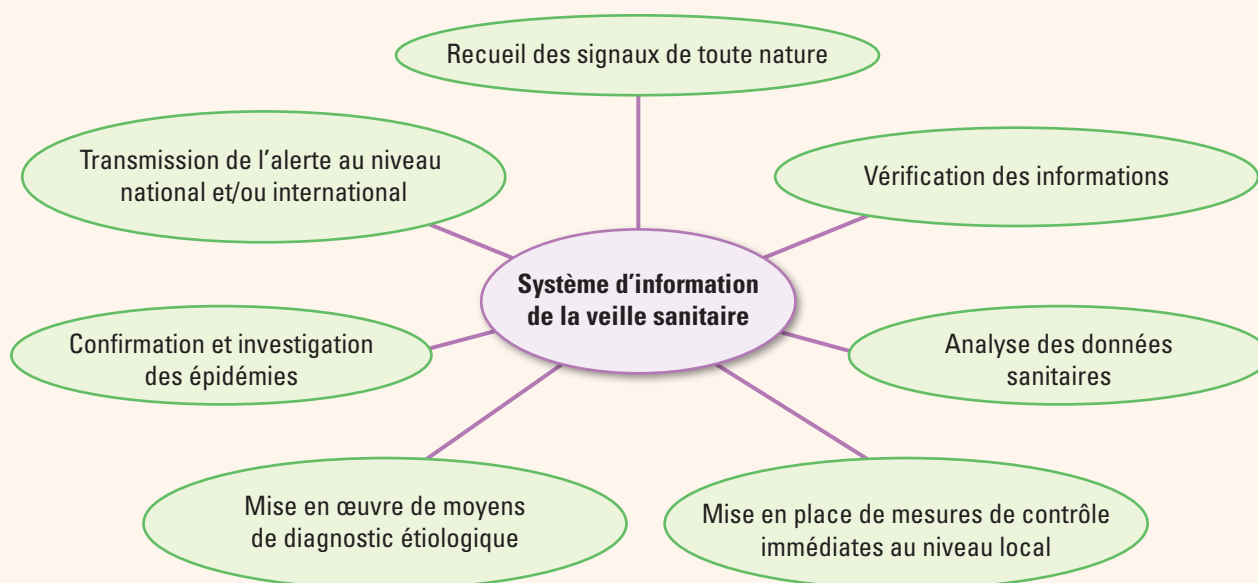 Recueil des signaux de toute nature
Transmission de l’alerte au niveau
national et/ou international
Vérification des informations
Système d’information
de la veille sanitaire
Confirmation et investigation
des épidémies
Analyse des données
sanitaires
Mise en œuvre de moyens
de diagnostic étiologique
Mise en place de mesures de contrôle
immédiates au niveau local